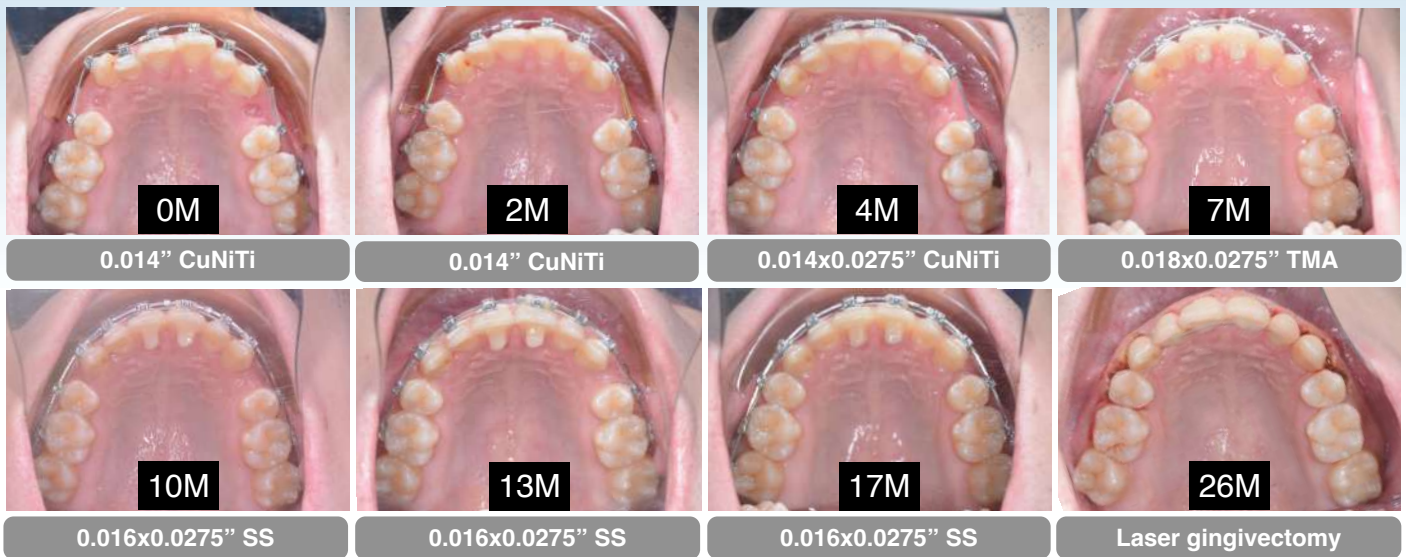 0M
2M
4M
7M
0.014” CuNiTi
0.014” CuNiTi
0.014x0.0275” CuNiTi
0.018x0.0275” TMA
10M
13M
17M
26M
0.016x0.0275” SS
0.016x0.0275” SS
0.016x0.0275” SS
Laser gingivectomy